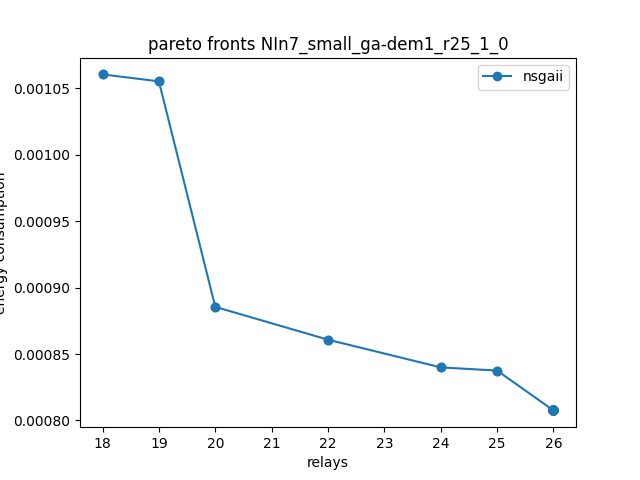 pareto fronts NIn7_small_ga-dem1_r25_1_0
nsgaii
0.00105
0.00100
0.00095
0.00090
0.00085
0.00080
energy consumption
18 19 20 21 22 23 24 25 26
relays